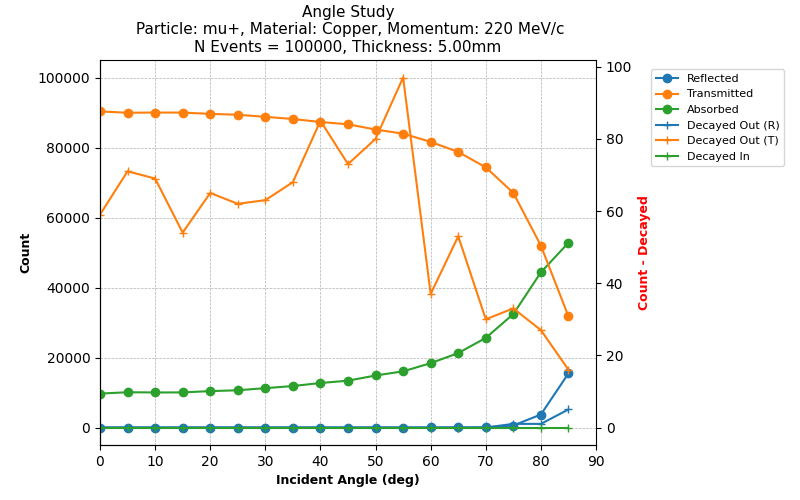 Angle Study
Particle: mu+, Material: Copper, Momentum: 220 MeV/c
N Events = 100000, Thickness: 5.00mm
100000
80000
60000
40000
20000
0
Count
0 10 20 30 40 50 60 70 80 90
Incident Angle (deg)
100
80
60
40
20
0
Count - Decayed
Reflected
Transmitted
Absorbed
Decayed Out (R)
Decayed Out (T)
Decayed In